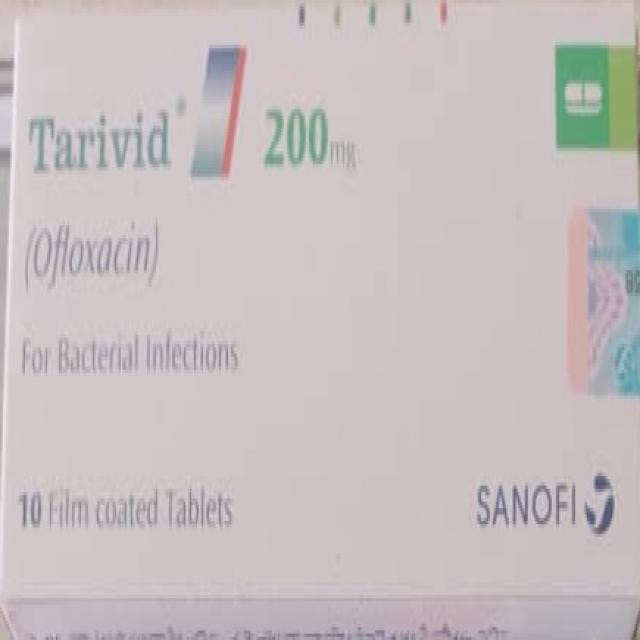 Tarivid® 200mg
(Ofloxacin)
For Bacterial Infections
10 Film coated Tablets
SANOFI